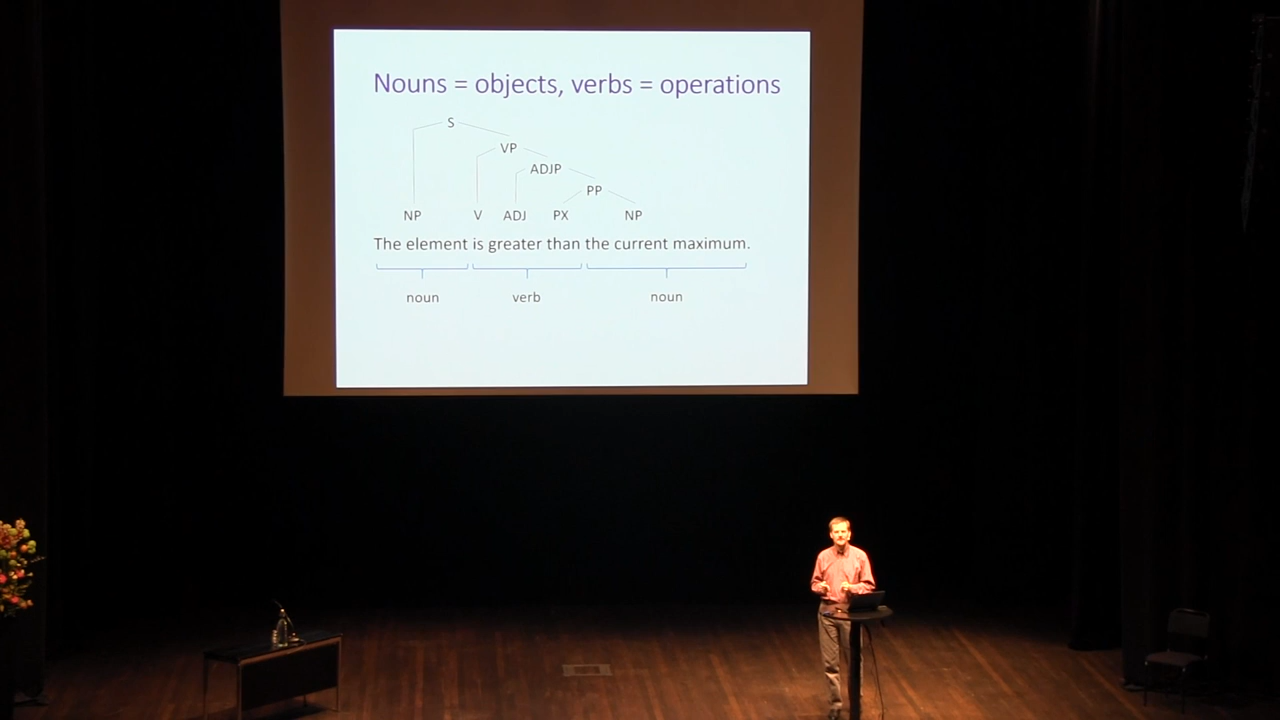 Nouns = objects, verbs = operations
S
VP
ADJP
PP
NP V ADJ PX NP
The element is greater than the current maximum.
noun verb noun